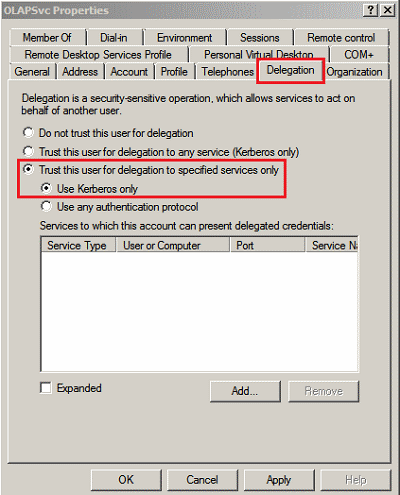 OLAPSvc Properties
Member Of Dial-in Environment Sessions Remote control
Remote Desktop Services Profile Personal Virtual Desktop COM+
General Address Account Profile Telephones Delegation Organization
Delegation is a security-sensitive operation, which allows services to act on
behalf of another user.
Do not trust this user for delegation
Trust this user for delegation to any service (Kerberos only)
Trust this user for delegation to specified services only
Use Kerberos only
Use any authentication protocol
Services to which this account can present delegated credentials:
Service Type User or Computer Port Service Na
Expanded Add... Remove
OK Cancel Apply Help